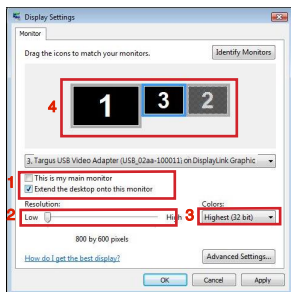 Display Settings
Monitor
Drag the icons to match your monitors.
Identify Monitors
4
1
3
2
3. Targus USB Video Adapter (USB_02aa-100011) on DisplayLink Graphic
1
This is my main monitor
Extend the desktop onto this monitor
Resolution:
Colors:
2
Low
High
3
Highest (32 bit)
800 by 600 pixels
How do I get the best display?
Advanced Settings...
OK
Cancel
Apply